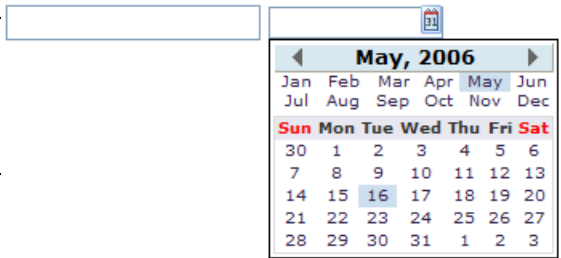 31
May, 2006
Jan Feb Mar Apr May Jun
Jul Aug Sep Oct Nov Dec
Sun Mon Tue Wed Thu Fri Sat
30 1 2 3 4 5 6
7 8 9 10 11 12 13
14 15 16 17 18 19 20
21 22 23 24 25 26 27
28 29 30 31 1 2 3